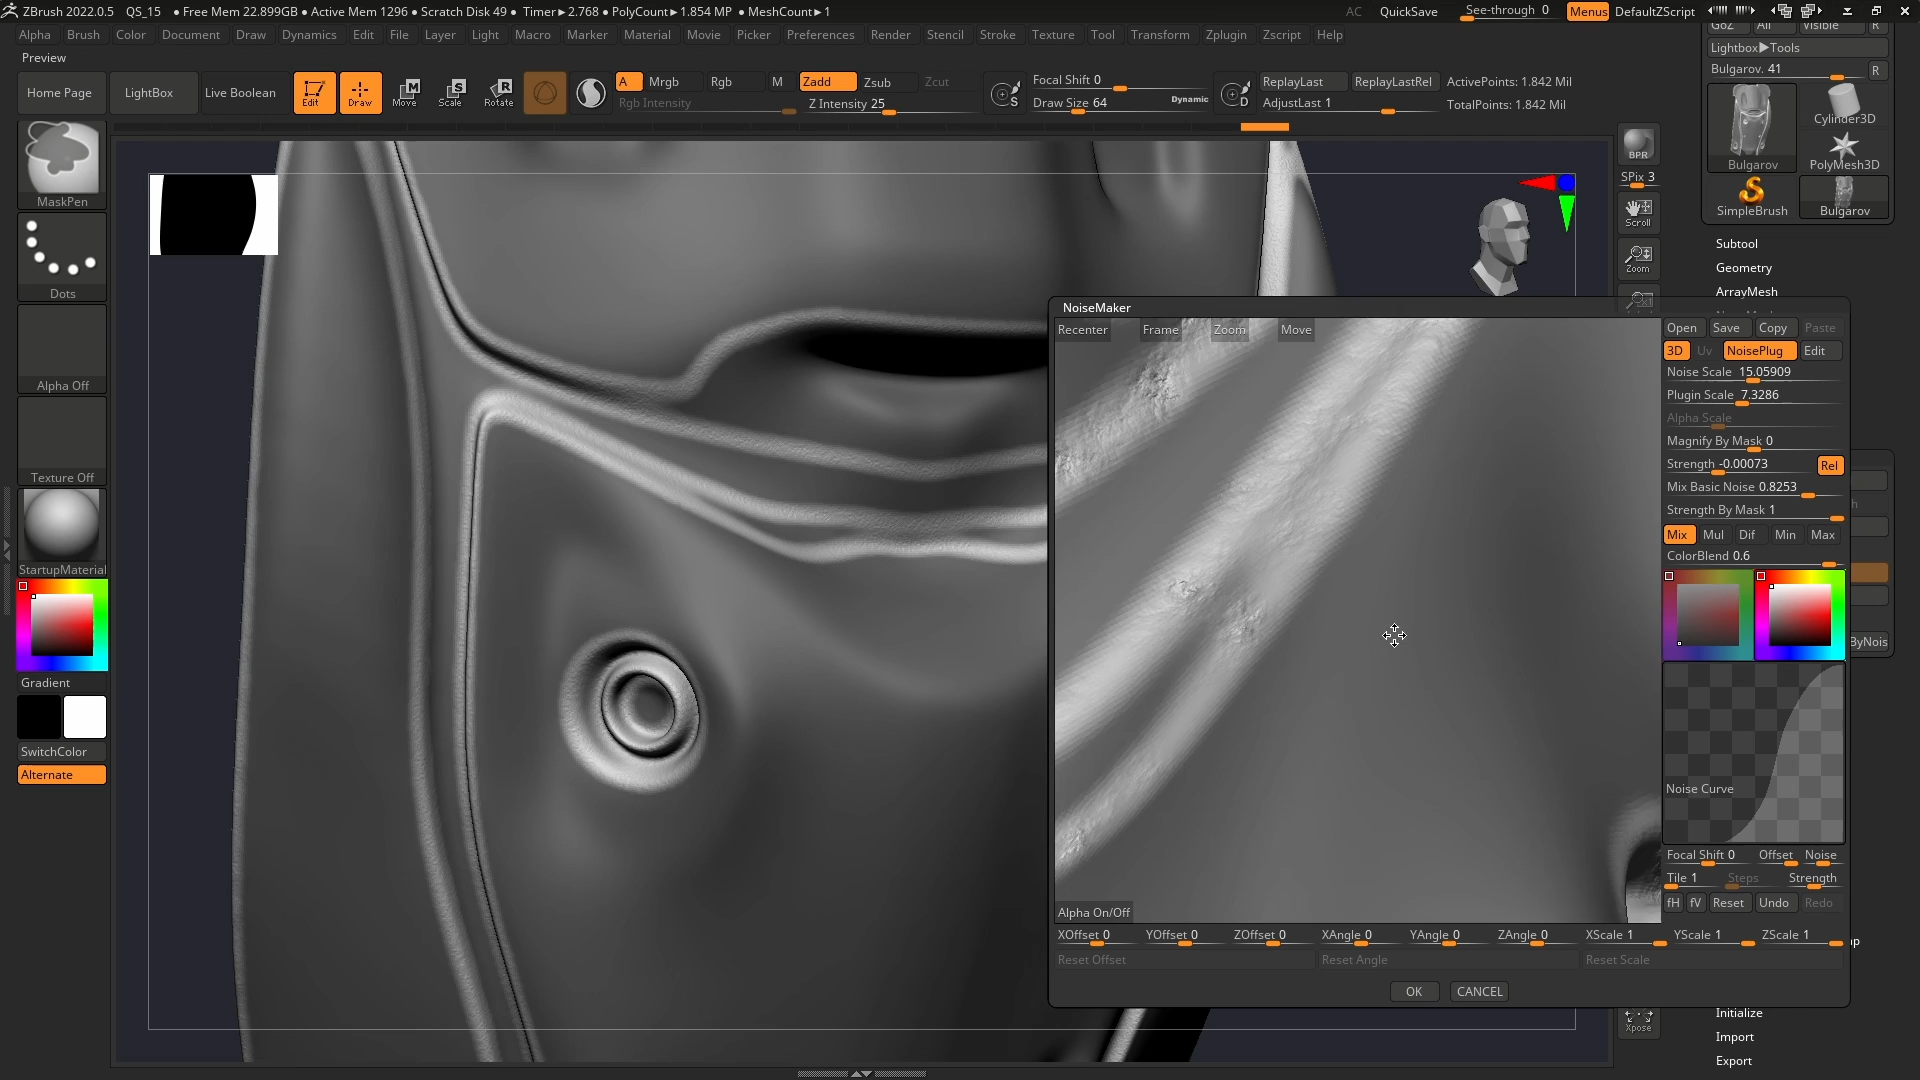 ZBrush 2022.0.5 QS_15 • Free Mem 22.899GB • Active Mem 1296 • Scratch Disk 49 • Timer▶2.768 • PolyCount▶1.854 MP • MeshCount▶1 AC QuickSave See-through 0 Menus DefaultZScript
Alpha Brush Color Document Draw Dynamics Edit File Layer Light Macro Marker Material Movie Picker Preferences Render Stencil Stroke Texture Tool Transform Zplugin Zscript Help
GoZ All Visible R
Lightbox▶Tools
Preview
Bulgarov. 41 R
Home Page LightBox Live Boolean Edit Draw Move Scale Rotate
A Mrgb Rgb M Zadd Zsub Zcut
Rgb Intensity Z Intensity 25
S Focal Shift 0
Draw Size 64 Dynamic
D ReplayLast ReplayLastRel ActivePoints: 1.842 Mil
AdjustLast 1 TotalPoints: 1.842 Mil
Cylinder3D
Bulgarov PolyMesh3D
SimpleBrush Bulgarov
BPR
SPix 3
Scroll
Zoom
Subtool
Geometry
ArrayMesh
MaskPen
Dots
Alpha Off
Texture Off
StartupMaterial
Gradient
SwitchColor
Alternate
NoiseMaker
Recenter Frame Zoom Move
Open Save Copy Paste
3D Uv NoisePlug Edit
Noise Scale 15.05909
Plugin Scale 7.3286
Alpha Scale
Magnify By Mask 0
Strength -0.00073 Rel
Mix Basic Noise 0.8253
Strength By Mask 1
Mix Mul Dif Min Max
ColorBlend 0.6
ByNois
Noise Curve
Focal Shift 0 Offset Noise
Tile 1 Steps Strength
fH fV Reset Undo Redo
Alpha On/Off
XOffset 0 YOffset 0 ZOffset 0 XAngle 0 YAngle 0 ZAngle 0 XScale 1 YScale 1 ZScale 1
Reset Offset Reset Angle Reset Scale
OK CANCEL
Xpose
Initialize
Import
Export